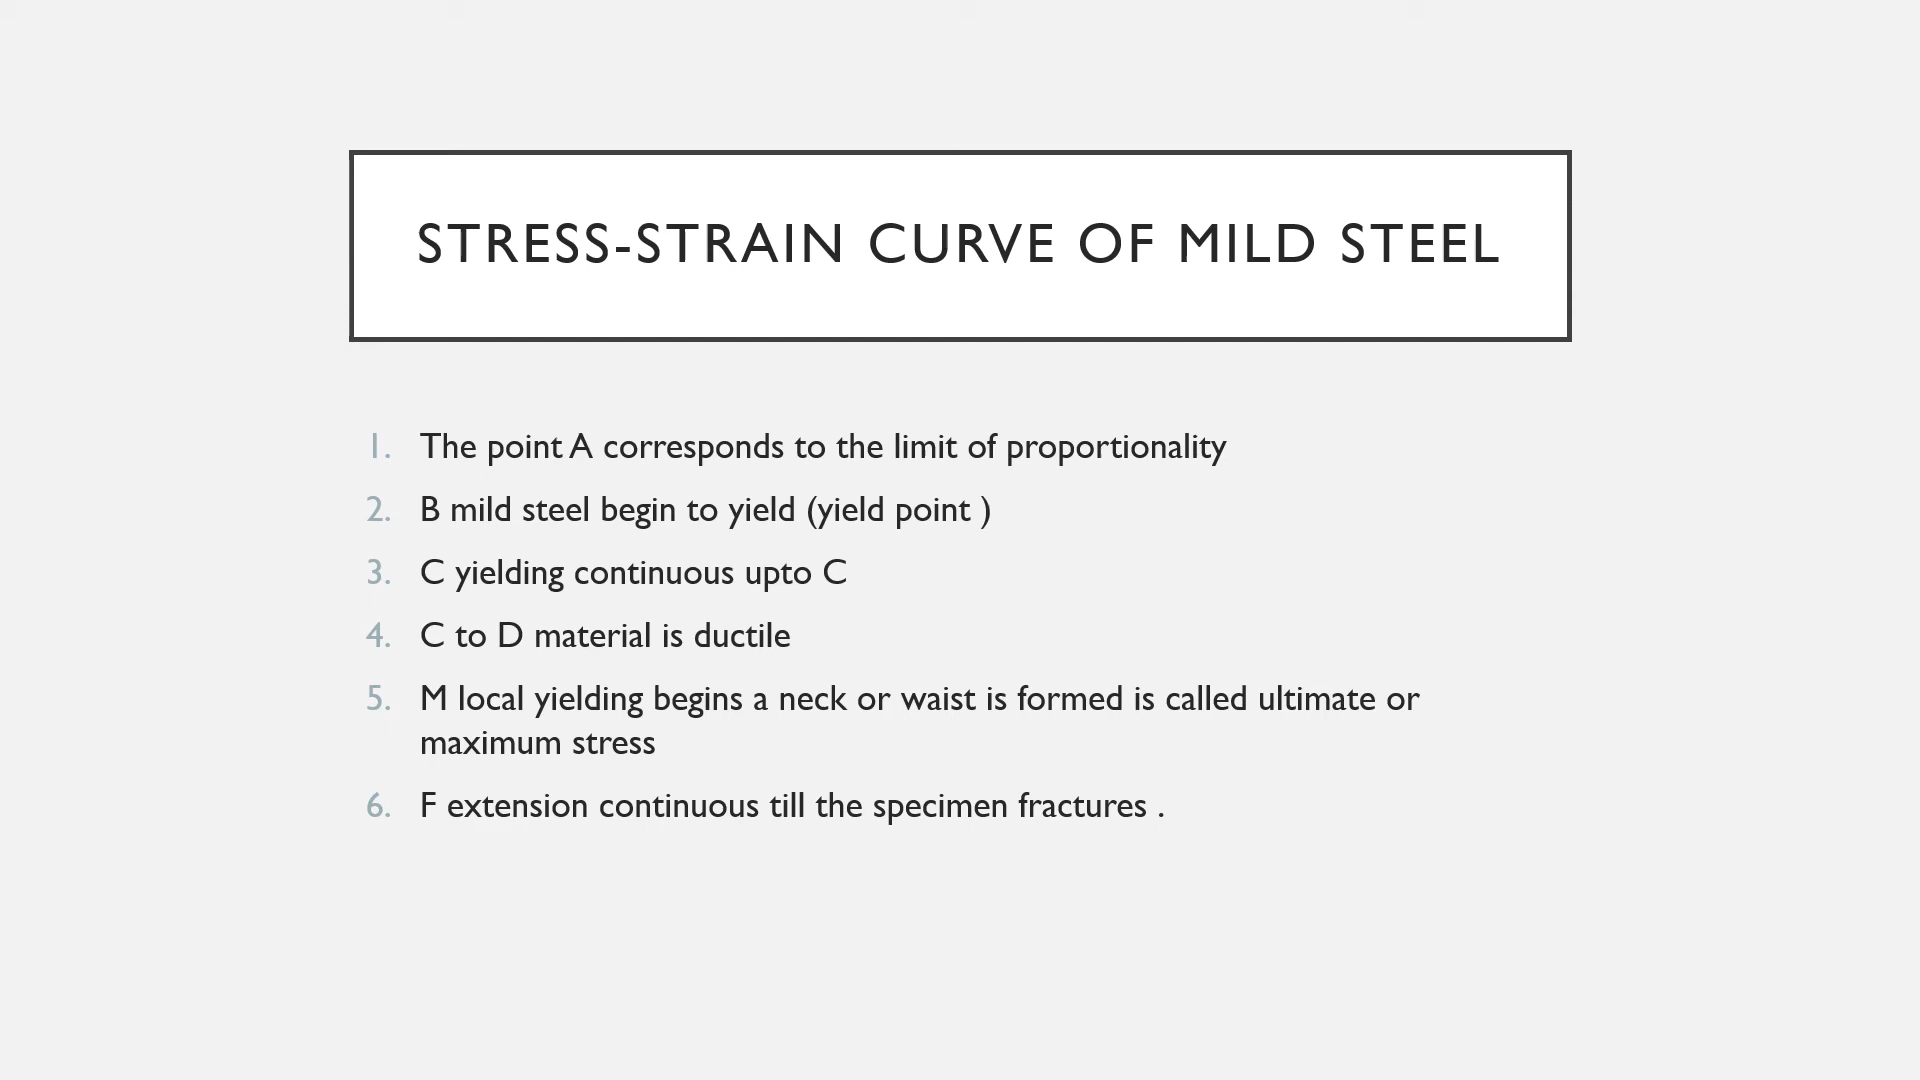 STRESS-STRAIN CURVE OF MILD STEEL
1. The point A corresponds to the limit of proportionality
2. B mild steel begin to yield (yield point )
3. C yielding continuous upto C
4. C to D material is ductile
5. M local yielding begins a neck or waist is formed is called ultimate or
maximum stress
6. F extension continuous till the specimen fractures .